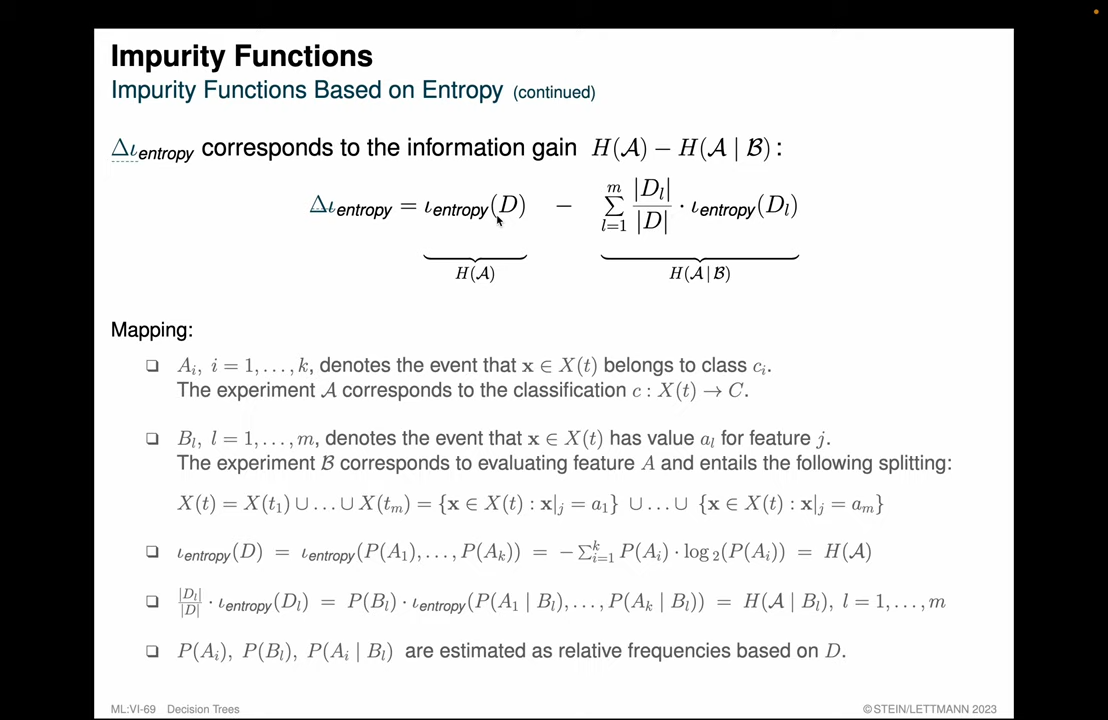 Impurity Functions
Impurity Functions Based on Entropy (continued)
Δι_entropy corresponds to the information gain H(𝒜) − H(𝒜 | ℬ) :
Δι_entropy = ι_entropy(D) − ∑_{l=1}^{m} |D_l|/|D| · ι_entropy(D_l)
H(𝒜) H(𝒜 | ℬ)
Mapping:
❑ A_i, i = 1, . . . , k, denotes the event that x ∈ X(t) belongs to class c_i.
The experiment 𝒜 corresponds to the classification c : X(t) → C.
❑ B_l, l = 1, . . . , m, denotes the event that x ∈ X(t) has value a_l for feature j.
The experiment ℬ corresponds to evaluating feature A and entails the following splitting:
X(t) = X(t_1) ∪ . . . ∪ X(t_m) = {x ∈ X(t) : x|_j = a_1} ∪ . . . ∪ {x ∈ X(t) : x|_j = a_m}
❑ ι_entropy(D) = ι_entropy(P(A_1), . . . , P(A_k)) = −∑_{i=1}^{k} P(A_i) · log_2(P(A_i)) = H(𝒜)
❑ |D_l|/|D| · ι_entropy(D_l) = P(B_l) · ι_entropy(P(A_1 | B_l), . . . , P(A_k | B_l)) = H(𝒜 | B_l), l = 1, . . . , m
❑ P(A_i), P(B_l), P(A_i | B_l) are estimated as relative frequencies based on D.
ML:VI-69 Decision Trees ©STEIN/LETTMANN 2023